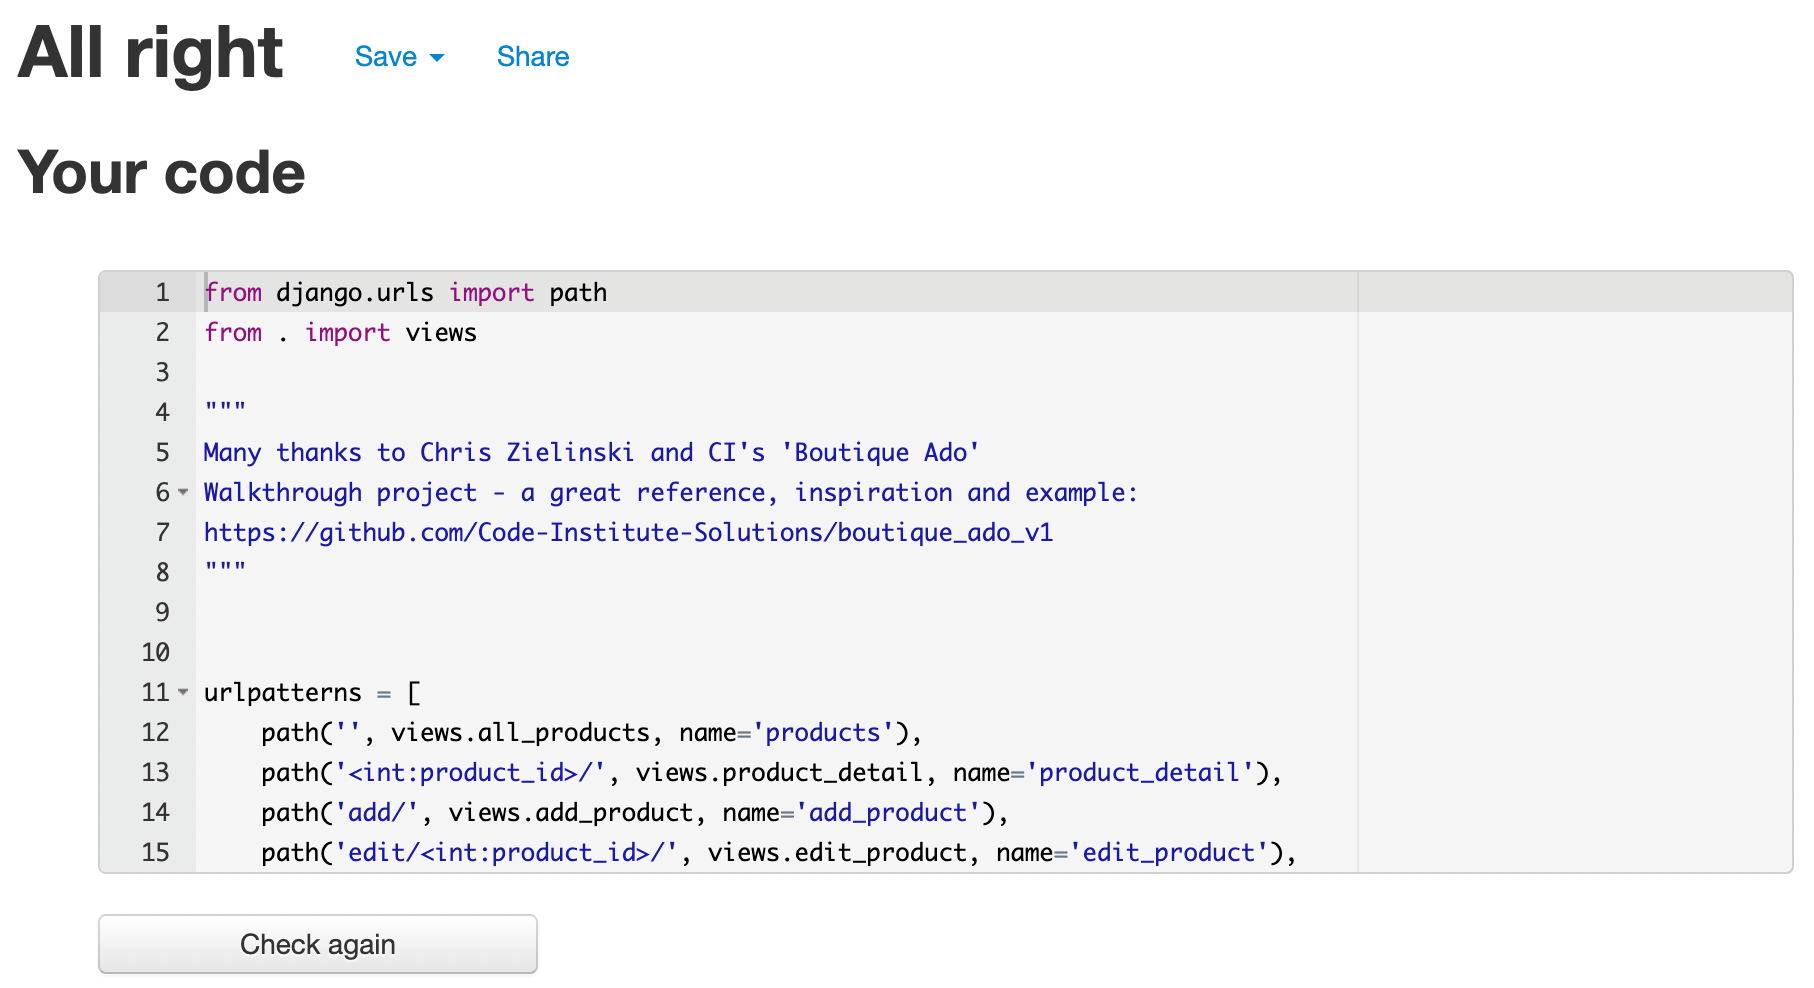 All right Save Share
Your code
1 from django.urls import path
2 from . import views
3
4 """
5 Many thanks to Chris Zielinski and CI's 'Boutique Ado'
6 Walkthrough project - a great reference, inspiration and example:
7 https://github.com/Code-Institute-Solutions/boutique_ado_v1
8 """
9
10
11 urlpatterns = [
12     path('', views.all_products, name='products'),
13     path('<int:product_id>/', views.product_detail, name='product_detail'),
14     path('add/', views.add_product, name='add_product'),
15     path('edit/<int:product_id>/', views.edit_product, name='edit_product'),
Check again